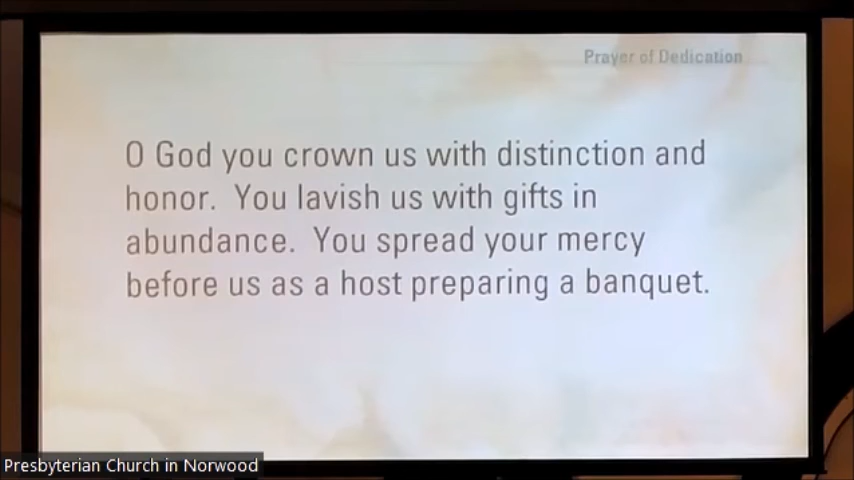 Prayer of Dedication
O God you crown us with distinction and
honor. You lavish us with gifts in
abundance. You spread your mercy
before us as a host preparing a banquet.
Presbyterian Church in Norwood